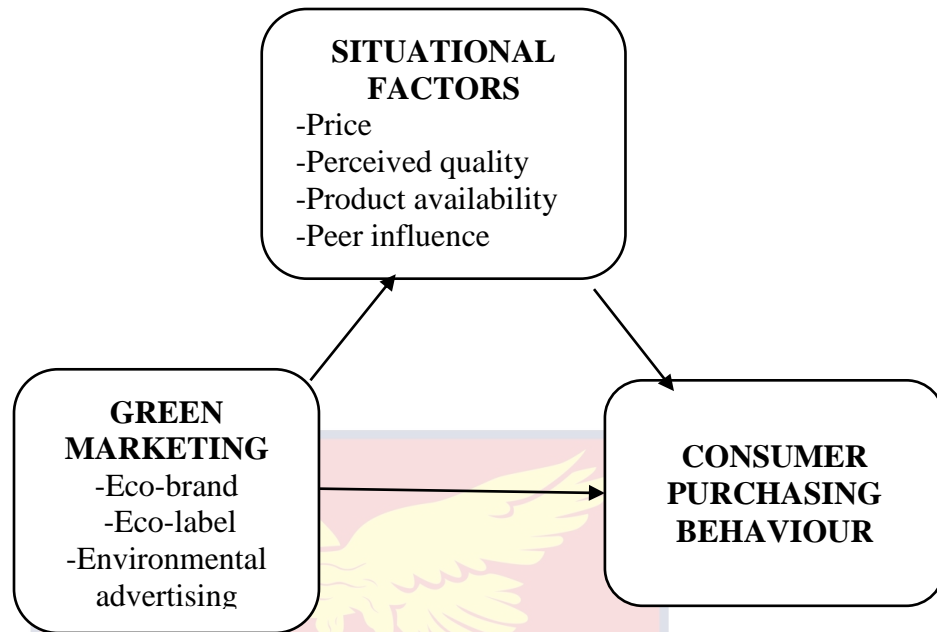 SITUATIONAL
FACTORS
-Price
-Perceived quality
-Product availability
-Peer influence
GREEN
MARKETING
-Eco-brand
-Eco-label
-Environmental
advertising
CONSUMER
PURCHASING
BEHAVIOUR